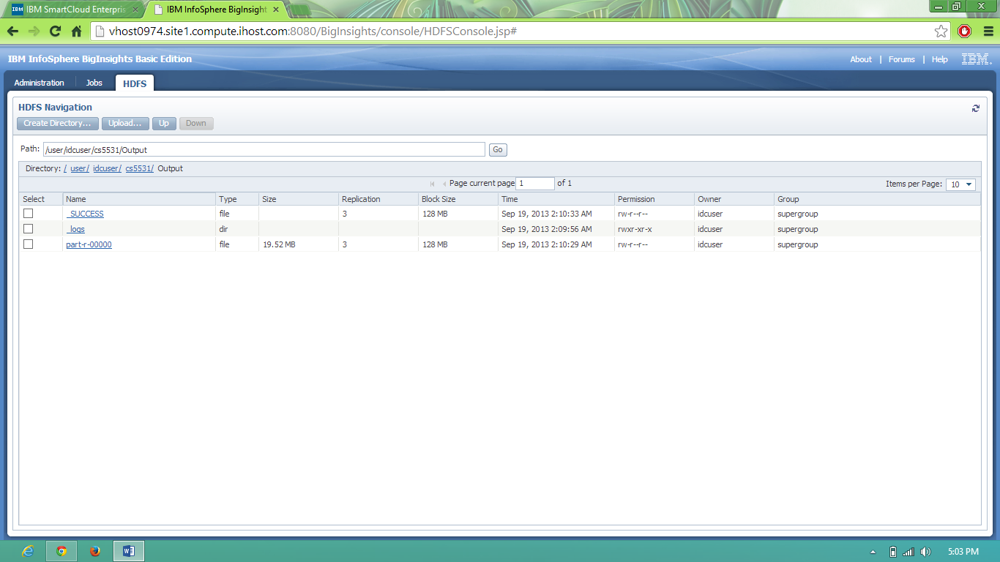 IBM SmartCloud Enterpris
IBM InfoSphere BigInsight
vhost0974.site1.compute.ihost.com:8080/BigInsights/console/HDFSConsole.jsp#
IBM InfoSphere BigInsights Basic Edition
About | Forums | Help IBM.
Administration Jobs HDFS
HDFS Navigation
Create Directory... Upload... Up Down
Path: /user/idcuser/cs5531/Output Go
Directory: / user/ idcuser/ cs5531/ Output
Page current page 1 of 1 Items per Page: 10
Select Name Type Size Replication Block Size Time Permission Owner Group
_SUCCESS file 3 128 MB Sep 19, 2013 2:10:33 AM rw-r--r-- idcuser supergroup
_logs dir Sep 19, 2013 2:09:56 AM rwxr-xr-x idcuser supergroup
part-r-00000 file 19.52 MB 3 128 MB Sep 19, 2013 2:10:29 AM rw-r--r-- idcuser supergroup
5:03 PM